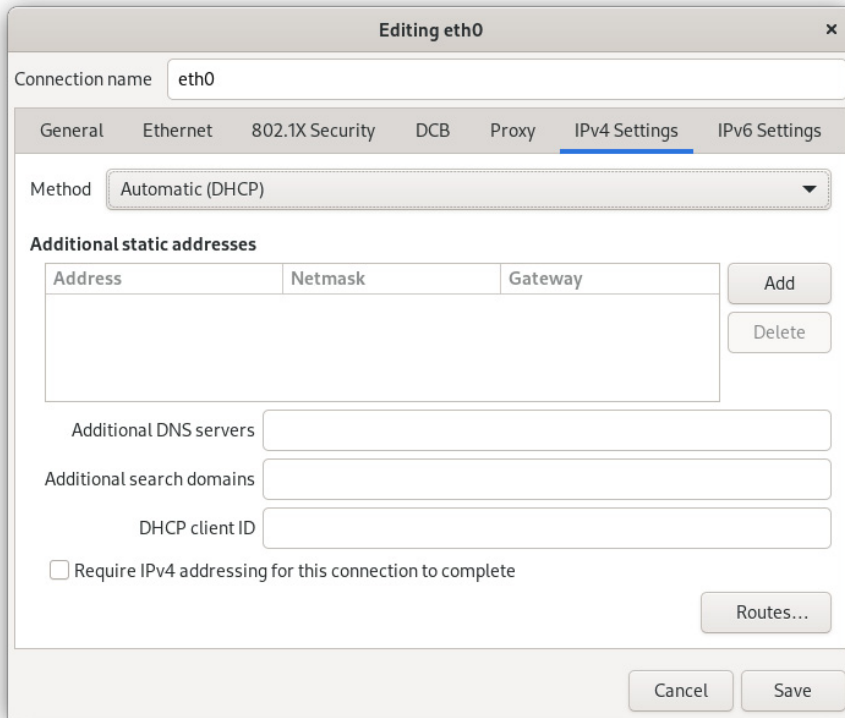 Editing eth0
Connection name eth0
General Ethernet 802.1X Security DCB Proxy IPv4 Settings IPv6 Settings
Method Automatic (DHCP)
Additional static addresses
Address Netmask Gateway Add
Delete
Additional DNS servers
Additional search domains
DHCP client ID
Require IPv4 addressing for this connection to complete
Routes…
Cancel Save